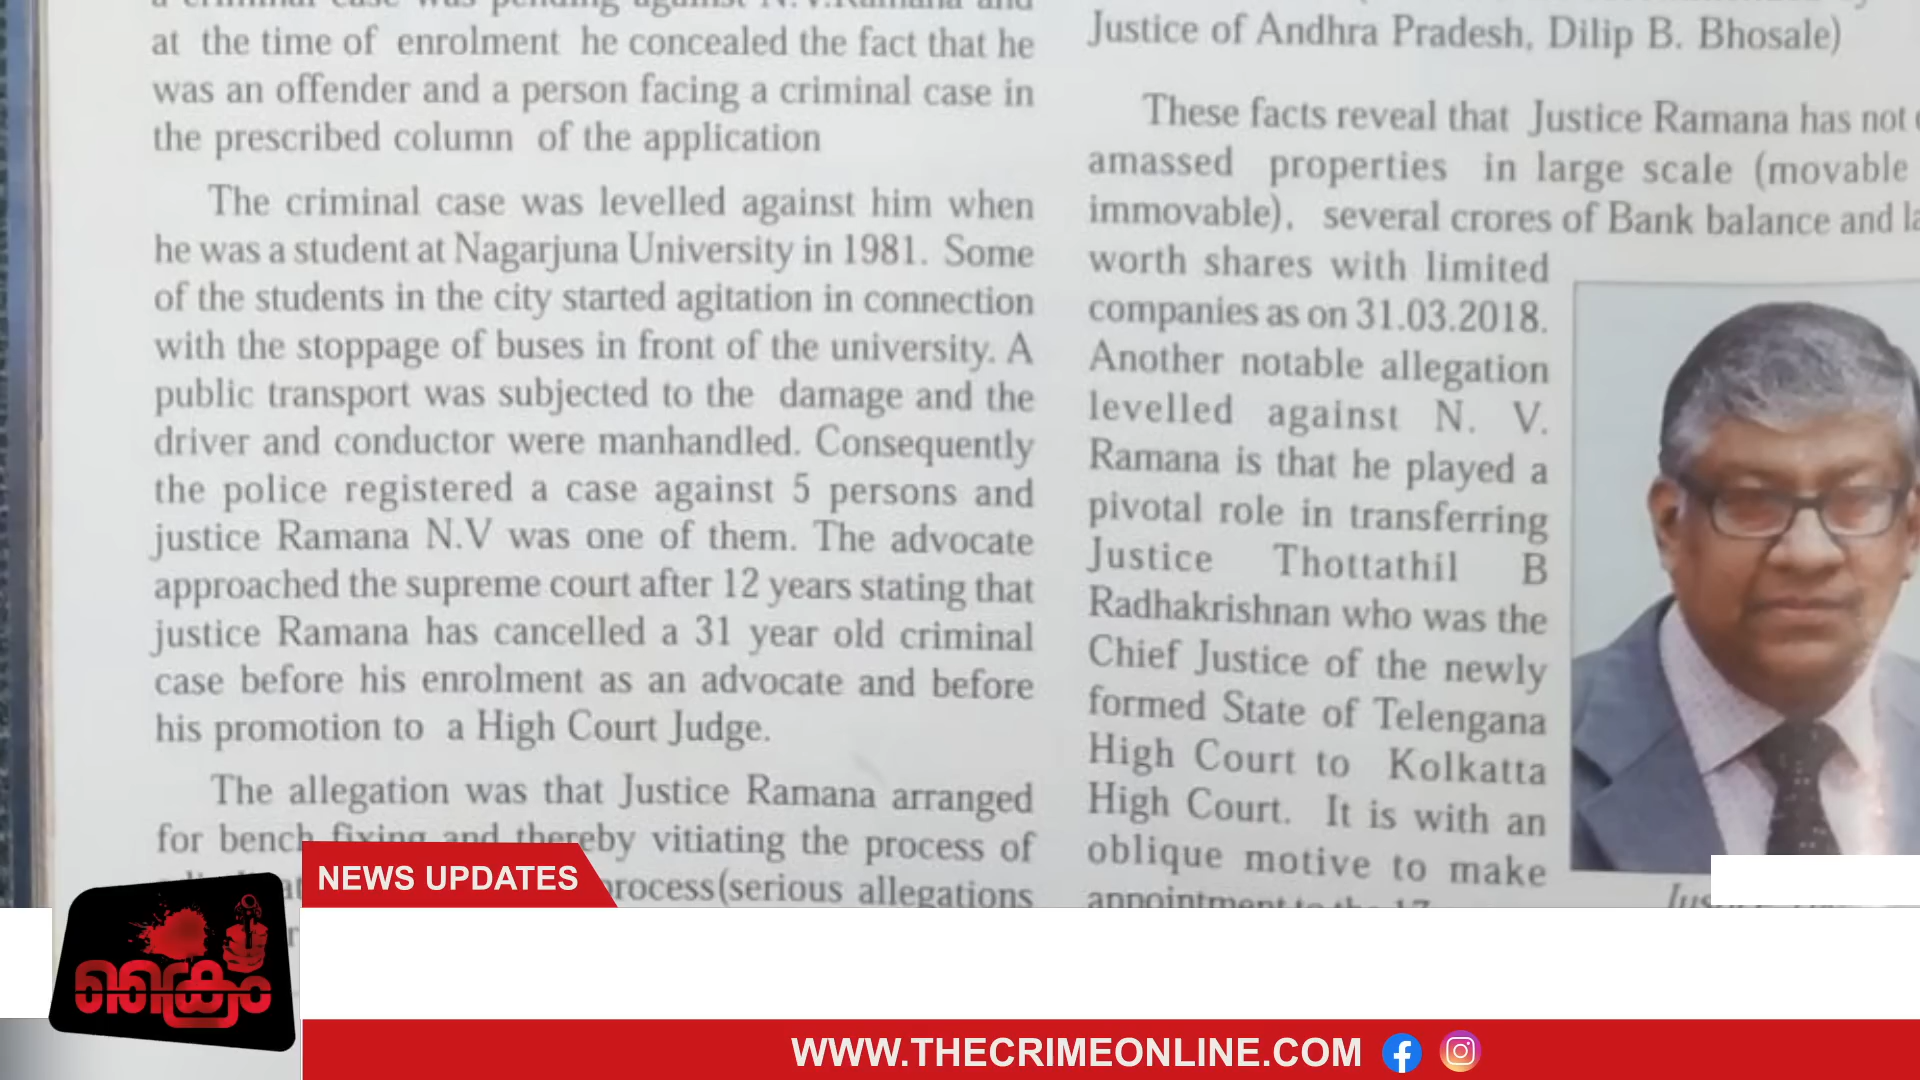 at the time of enrolment he concealed the fact that he
was an offender and a person facing a criminal case in
the prescribed column of the application
The criminal case was levelled against him when
he was a student at Nagarjuna University in 1981. Some
of the students in the city started agitation in connection
with the stoppage of buses in front of the university. A
public transport was subjected to the damage and the
driver and conductor were manhandled. Consequently
the police registered a case against 5 persons and
justice Ramana N.V was one of them. The advocate
approached the supreme court after 12 years stating that
justice Ramana has cancelled a 31 year old criminal
case before his enrolment as an advocate and before
his promotion to a High Court Judge.
The allegation was that Justice Ramana arranged
for bench fixing and thereby vitiating the process of
process(serious allegations
Justice of Andhra Pradesh, Dilip B. Bhosale)
These facts reveal that Justice Ramana has not
amassed properties in large scale (movable
immovable), several crores of Bank balance and
worth shares with limited
companies as on 31.03.2018.
Another notable allegation
levelled against N. V.
Ramana is that he played a
pivotal role in transferring
Justice Thottathil B
Radhakrishnan who was the
Chief Justice of the newly
formed State of Telengana
High Court to Kolkatta
High Court. It is with an
oblique motive to make
NEWS UPDATES
ക്രൈം
WWW.THECRIMEONLINE.COM